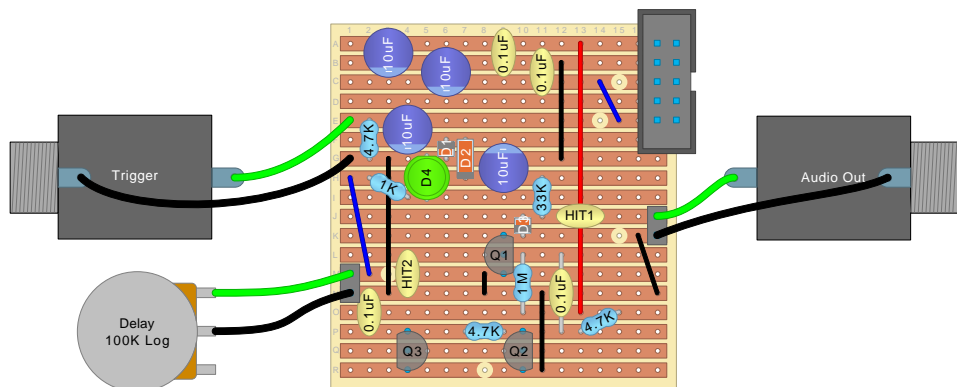 1 2 3 4 5 6 7 8 9 10 11 12 13 14 15
A
B
C
D
E
G
I
J
K
L
O
P
Q
R
10uF
0.1uF
10uF
0.1uF
4.7K
10uF
D1
D2
10uF
Trigger
D4
1K
33K
Audio Out
HIT1
D3
Q1
HIT2
1M
0.1uF
0.1uF
Delay
100K Log
4.7K
4.7K
Q3
Q2